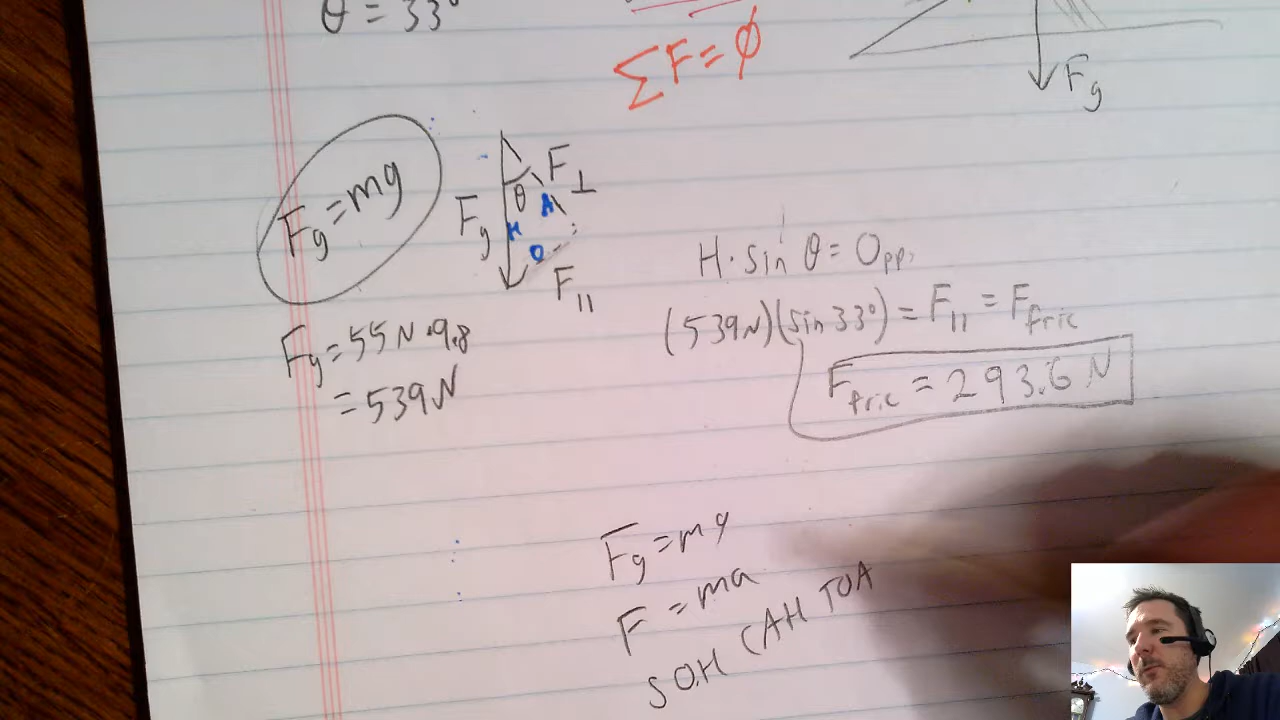 θ = 33°
ΣF = φ
Fg
Fg = mg
θ F⊥
A
Fg H
O
F||
Fg = 55N·9.8
= 539N
H · sin θ = Opp.
(539N)(sin 33°) = F|| = Ffric
Ffric = 293.6 N
Fg = mg
F = ma
SOH CAH TOA